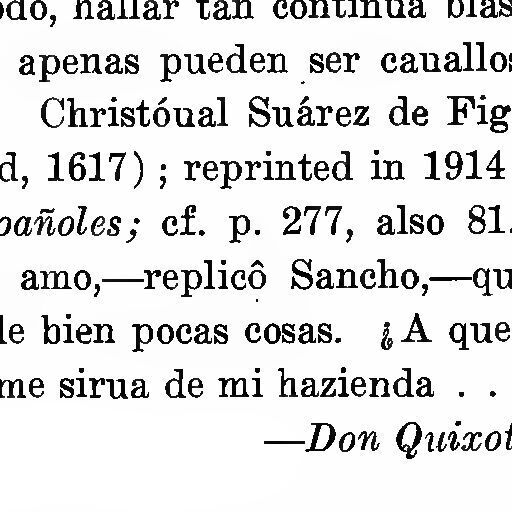 odo, hallar tan continua blas
apenas pueden ser cauallos
Christóual Suárez de Fig
d, 1617) ; reprinted in 1914
pañoles; cf. p. 277, also 81.
amo,—replicô Sancho,—qu
le bien pocas cosas. ¿A que
me sirua de mi hazienda . .
—Don Quixot